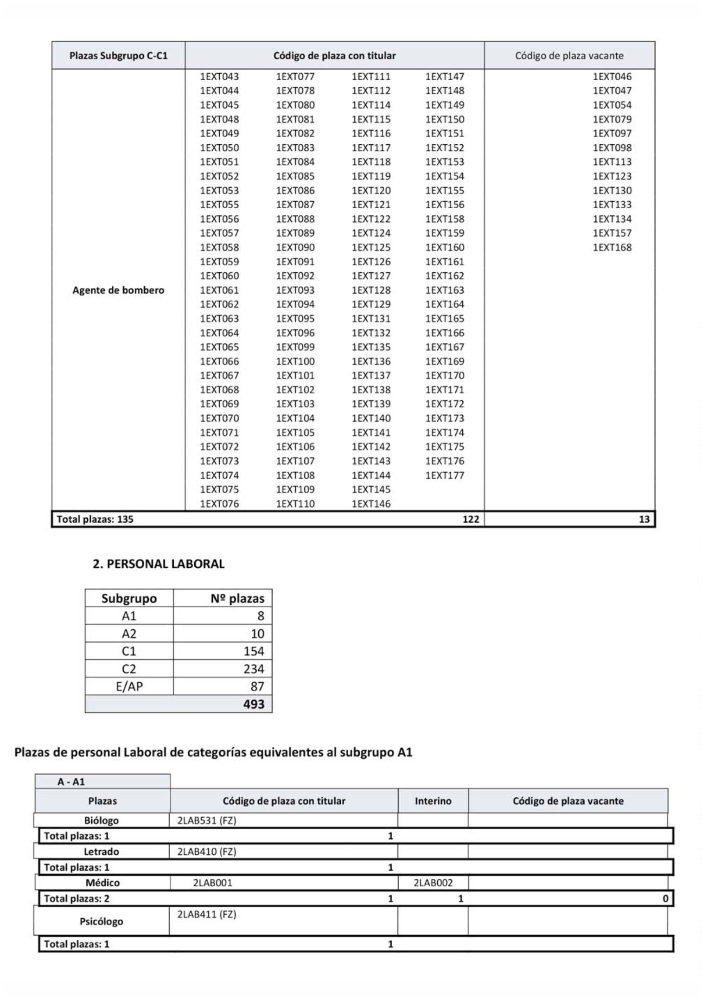 Plazas Subgrupo C-C1 Código de plaza con titular Código de plaza vacante
1EXT043 1EXT077 1EXT111 1EXT147 1EXT046
1EXT044 1EXT078 1EXT112 1EXT148 1EXT047
1EXT045 1EXT080 1EXT114 1EXT149 1EXT054
1EXT048 1EXT081 1EXT115 1EXT150 1EXT079
1EXT049 1EXT082 1EXT116 1EXT151 1EXT097
1EXT050 1EXT083 1EXT117 1EXT152 1EXT098
1EXT051 1EXT084 1EXT118 1EXT153 1EXT113
1EXT052 1EXT085 1EXT119 1EXT154 1EXT123
1EXT053 1EXT086 1EXT120 1EXT155 1EXT130
1EXT055 1EXT087 1EXT121 1EXT156 1EXT133
1EXT056 1EXT088 1EXT122 1EXT158 1EXT134
1EXT057 1EXT089 1EXT124 1EXT159 1EXT157
1EXT058 1EXT090 1EXT125 1EXT160 1EXT168
1EXT059 1EXT091 1EXT126 1EXT161
1EXT060 1EXT092 1EXT127 1EXT162
Agente de bombero 1EXT061 1EXT093 1EXT128 1EXT163
1EXT062 1EXT094 1EXT129 1EXT164
1EXT063 1EXT095 1EXT131 1EXT165
1EXT064 1EXT096 1EXT132 1EXT166
1EXT065 1EXT099 1EXT135 1EXT167
1EXT066 1EXT100 1EXT136 1EXT169
1EXT067 1EXT101 1EXT137 1EXT170
1EXT068 1EXT102 1EXT138 1EXT171
1EXT069 1EXT103 1EXT139 1EXT172
1EXT070 1EXT104 1EXT140 1EXT173
1EXT071 1EXT105 1EXT141 1EXT174
1EXT072 1EXT106 1EXT142 1EXT175
1EXT073 1EXT107 1EXT143 1EXT176
1EXT074 1EXT108 1EXT144 1EXT177
1EXT075 1EXT109 1EXT145
1EXT076 1EXT110 1EXT146
Total plazas: 135 122 13
2. PERSONAL LABORAL
Subgrupo Nº plazas
A1 8
A2 10
C1 154
C2 234
E/AP 87
493
Plazas de personal Laboral de categorías equivalentes al subgrupo A1
A - A1
Plazas Código de plaza con titular Interino Código de plaza vacante
Biólogo 2LAB531 (FZ)
Total plazas: 1 1
Letrado 2LAB410 (FZ)
Total plazas: 1 1
Médico 2LAB001 2LAB002
Total plazas: 2 1 1 0
Psicólogo 2LAB411 (FZ)
Total plazas: 1 1